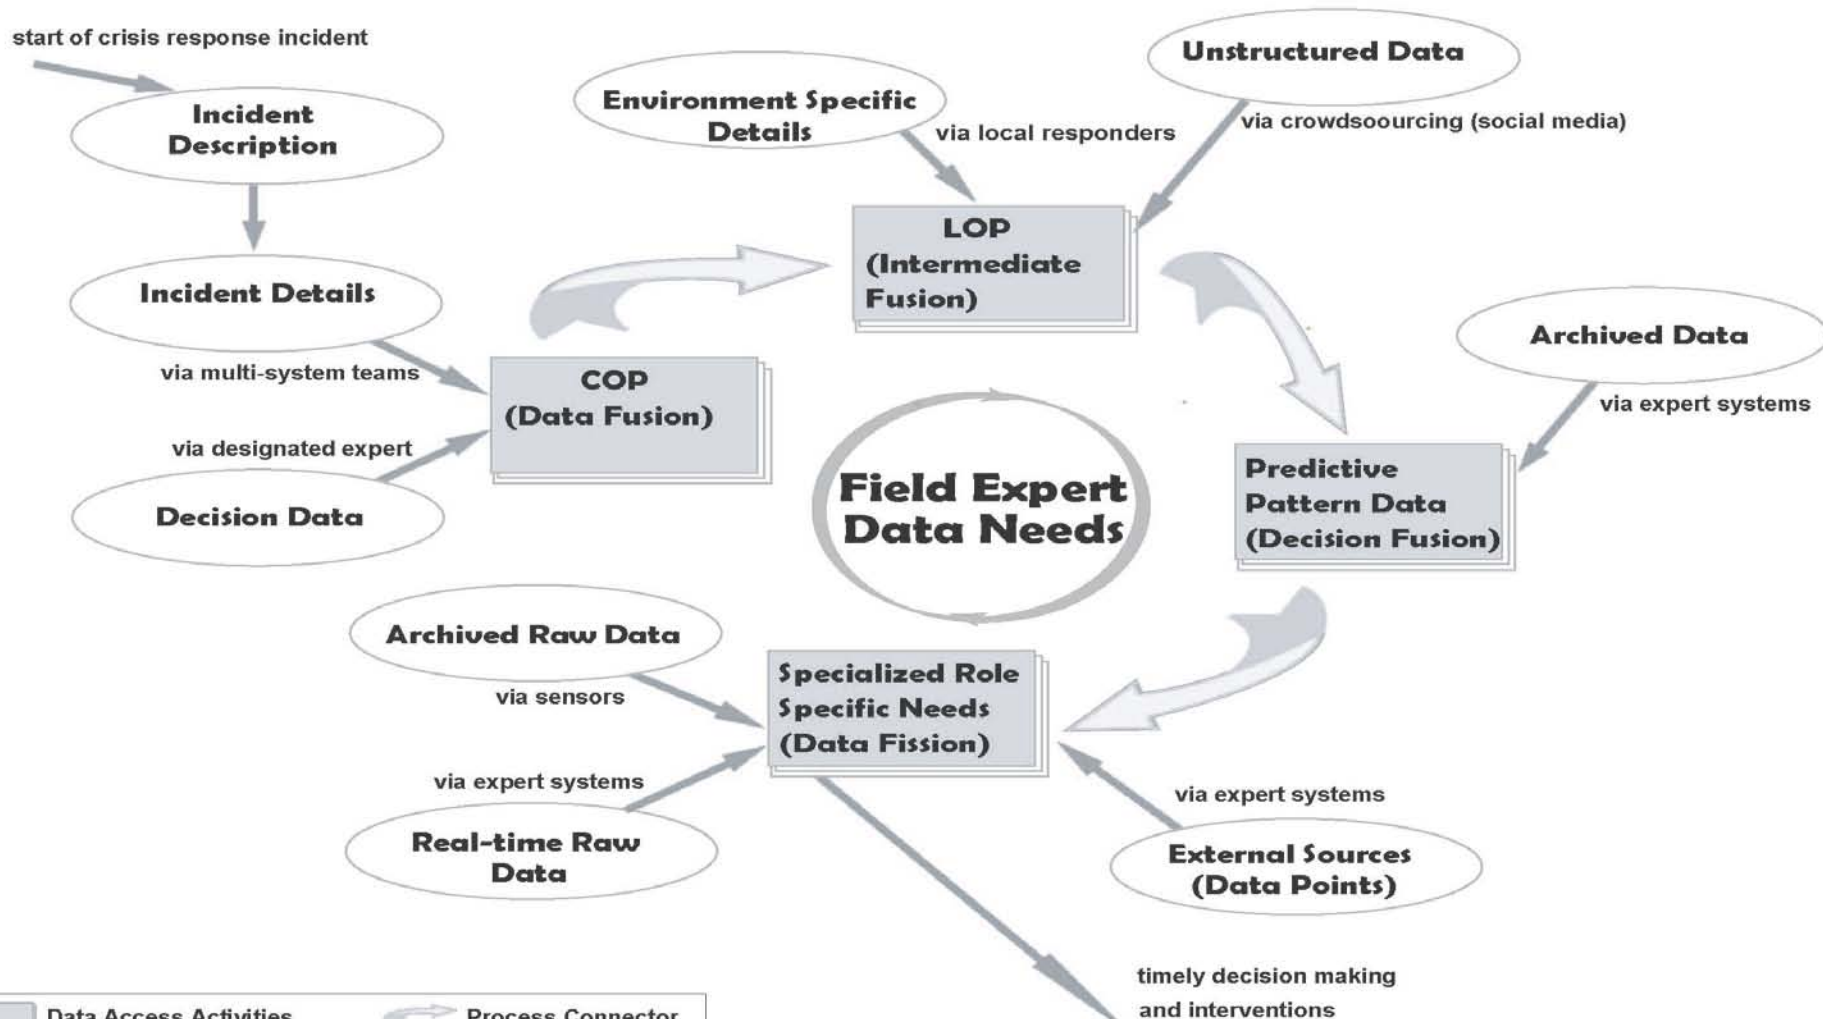 start of crisis response incident
Incident
Description
Incident Details
via multi-system teams
via designated expert
Decision Data
COP
(Data Fusion)
Environment Specific
Details
via local responders
Unstructured Data
via crowdsoourcing (social media)
LOP
(Intermediate
Fusion)
Archived Data
via expert systems
Predictive
Pattern Data
(Decision Fusion)
Field Expert
Data Needs
Archived Raw Data
via sensors
via expert systems
Real-time Raw
Data
Specialized Role
Specific Needs
(Data Fission)
via expert systems
External Sources
(Data Points)
timely decision making
and interventions
Data Access Activities
Process Connector